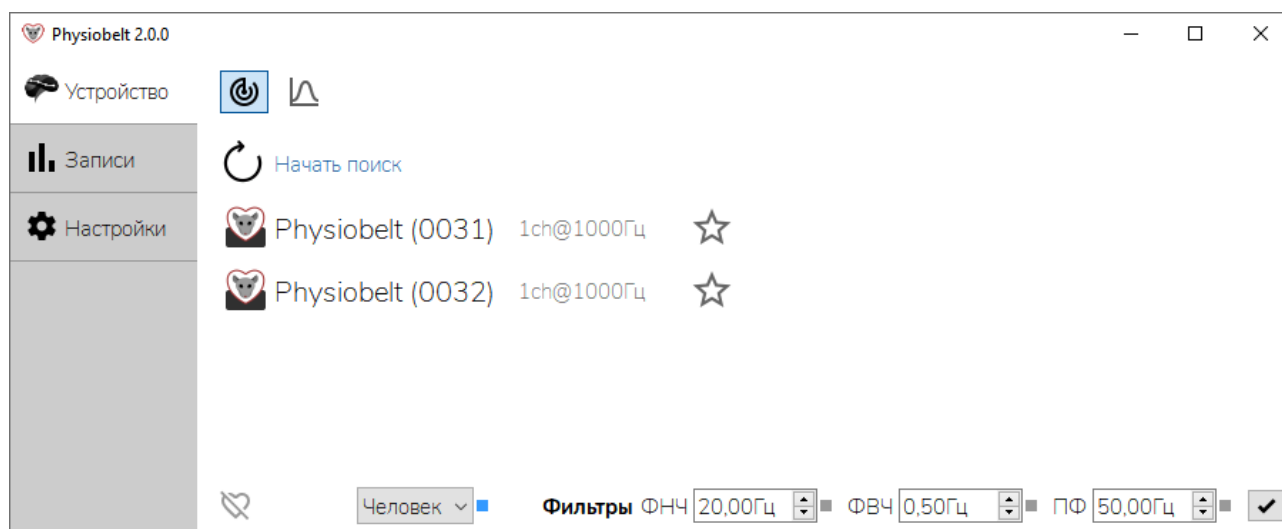 Physiobelt 2.0.0
Устройство
Записи
Настройки
Начать поиск
Physiobelt (0031) 1ch@1000Гц
Physiobelt (0032) 1ch@1000Гц
Человек Фильтры ФНЧ 20,00Гц ФВЧ 0,50Гц ПФ 50,00Гц